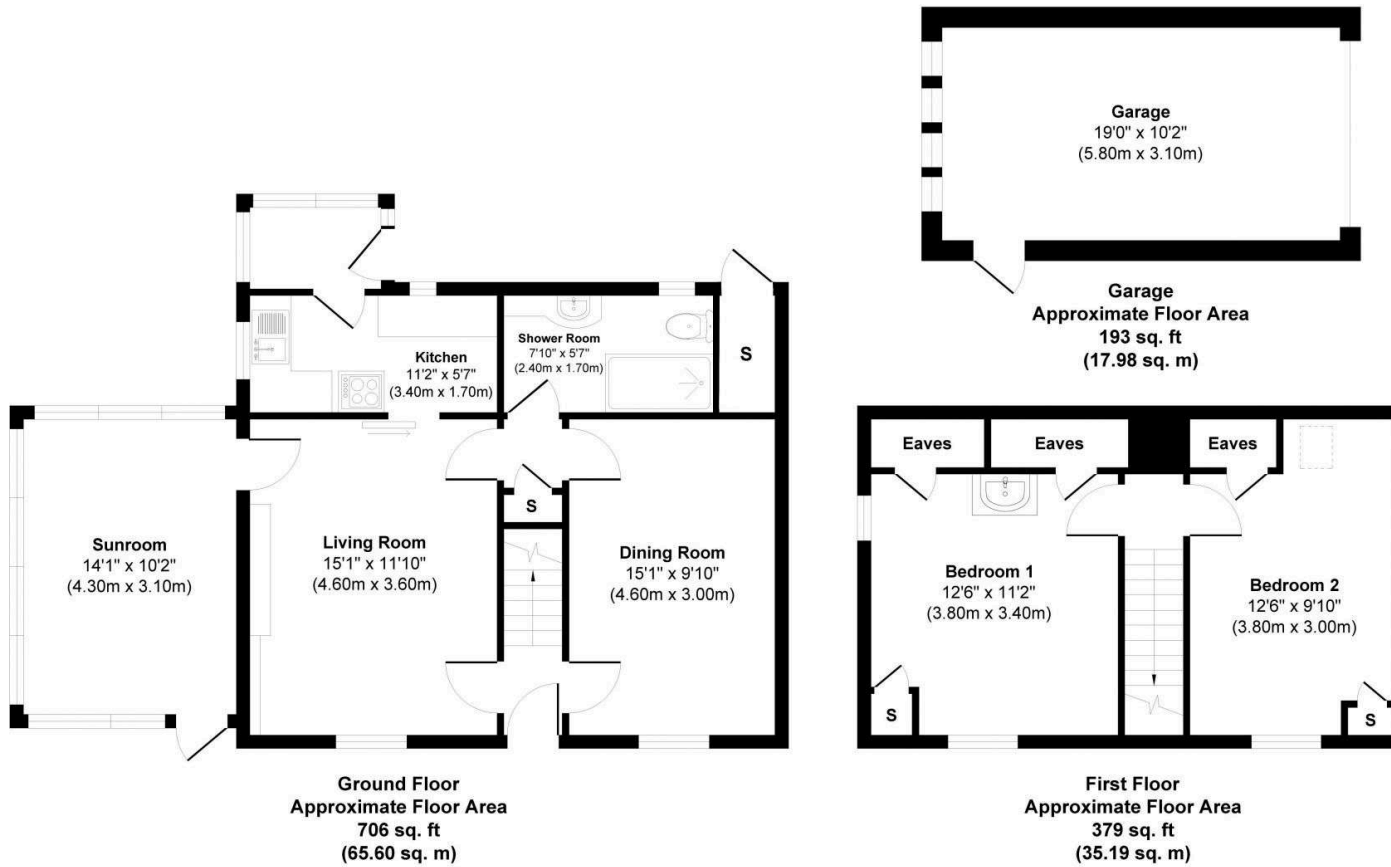 Garage
19'0" x 10'2"
(5.80m x 3.10m)
Garage
Approximate Floor Area
193 sq. ft
(17.98 sq. m)
Kitchen
11'2" x 5'7"
(3.40m x 1.70m)
Shower Room
7'10" x 5'7"
(2.40m x 1.70m)
S
Sunroom
14'1" x 10'2"
(4.30m x 3.10m)
Living Room
15'1" x 11'10"
(4.60m x 3.60m)
S
Dining Room
15'1" x 9'10"
(4.60m x 3.00m)
Ground Floor
Approximate Floor Area
706 sq. ft
(65.60 sq. m)
Eaves
Eaves
Eaves
Bedroom 1
12'6" x 11'2"
(3.80m x 3.40m)
Bedroom 2
12'6" x 9'10"
(3.80m x 3.00m)
S
S
First Floor
Approximate Floor Area
379 sq. ft
(35.19 sq. m)